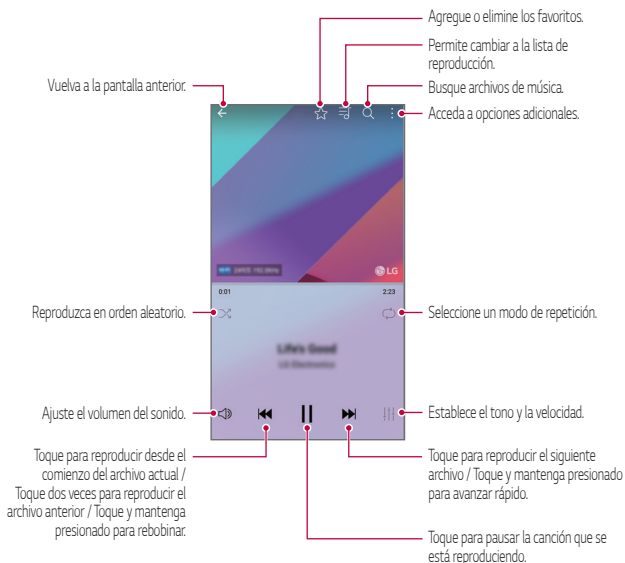 Agregue o elimine los favoritos.
Permite cambiar a la lista de
reproducción.
Vuelva a la pantalla anterior.
Busque archivos de música.
Acceda a opciones adicionales.
LG
0:01
2:23
Reproduzca en orden aleatorio.
Seleccione un modo de repetición.
Life's Good
LG Electronics
Ajuste el volumen del sonido.
Establece el tono y la velocidad.
Toque para reproducir desde el
comienzo del archivo actual /
Toque dos veces para reproducir el
archivo anterior / Toque y mantenga
presionado para rebobinar.
Toque para reproducir el siguiente
archivo / Toque y mantenga presionado
para avanzar rápido.
Toque para pausar la canción que se
está reproduciendo.